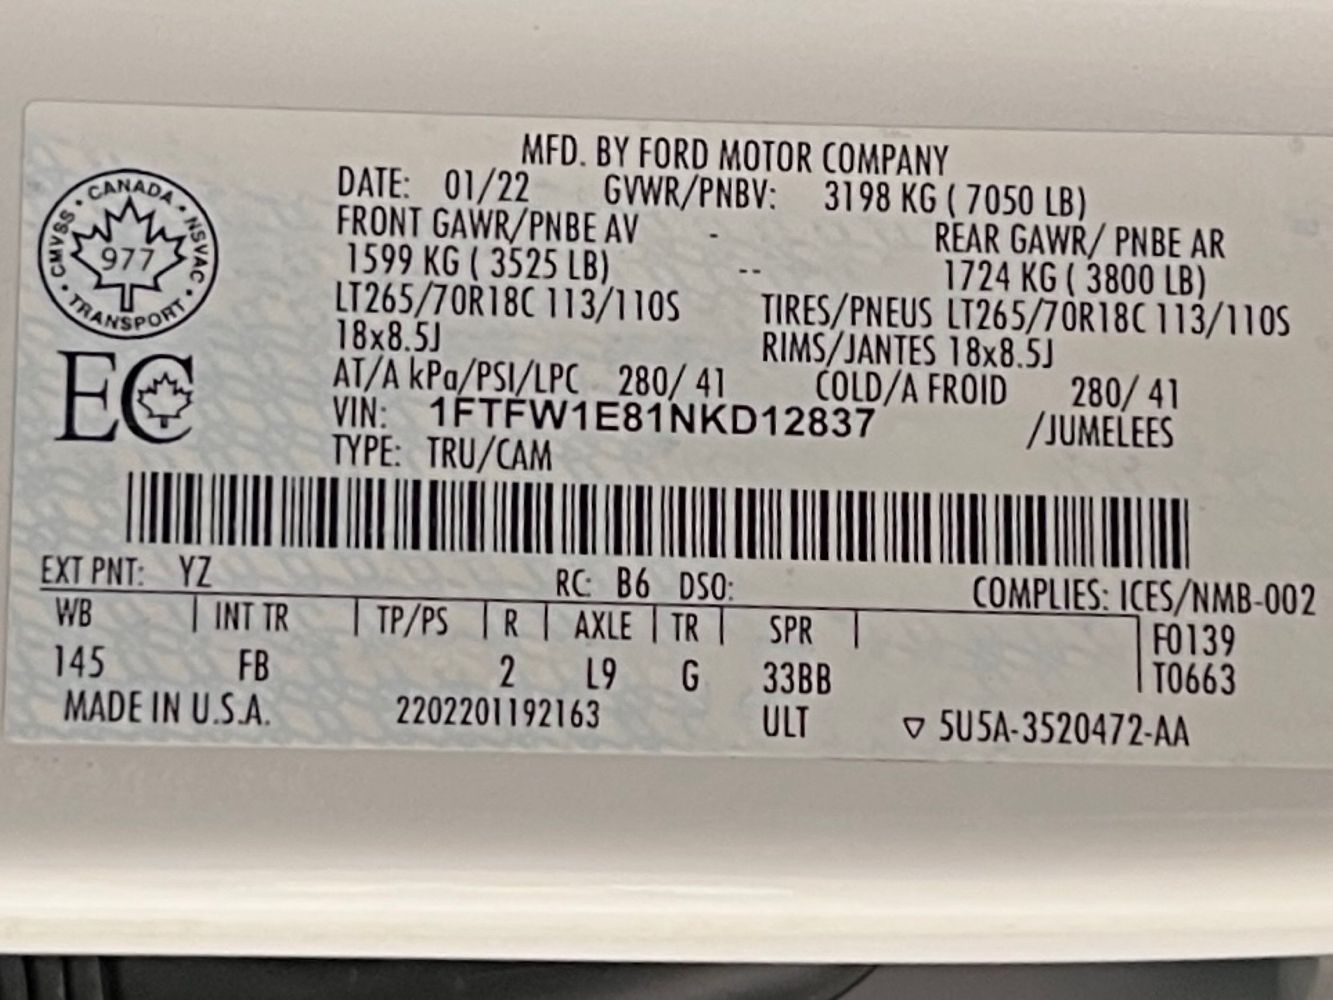 MFD. BY FORD MOTOR COMPANY
DATE: 01/22 GVWR/PNBV: 3198 KG ( 7050 LB)
FRONT GAWR/PNBE AV - REAR GAWR/ PNBE AR
1599 KG ( 3525 LB) -- 1724 KG ( 3800 LB)
LT265/70R18C 113/110S TIRES/PNEUS LT265/70R18C 113/110S
18x8.5J RIMS/JANTES 18x8.5J
AT/A kPa/PSI/LPC 280/ 41 COLD/A FROID 280/ 41
VIN: 1FTFW1E81NKD12837 /JUMELEES
TYPE: TRU/CAM
CANADA • NSVAC • TRANSPORT • CMVSS •
977
EC
EXT PNT: YZ RC: B6 DSO: COMPLIES: ICES/NMB-002
WB | INT TR | TP/PS | R | AXLE | TR | SPR | F0139
145 FB 2 L9 G 33BB T0663
MADE IN U.S.A. 2202201192163 ULT ▽ 5U5A-3520472-AA